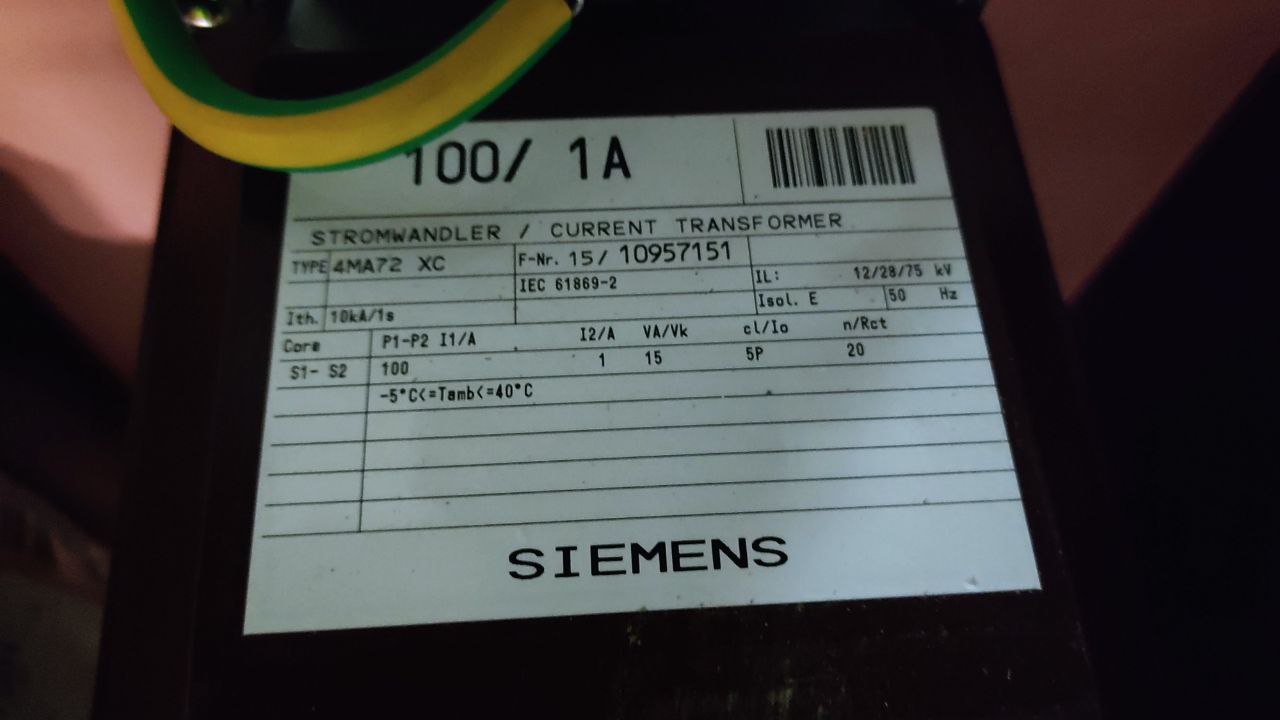 100/ 1A
STROMWANDLER / CURRENT TRANSFORMER
TYPE 4MA72 XC F-Nr. 15/ 10957151
IEC 61869-2 IL: 12/28/75 kV
Isol. E 50 Hz
Ith. 10kA/1s
Core P1-P2 I1/A I2/A VA/Vk cl/Io n/Rct
S1- S2 100 1 15 5P 20
-5°C<=Tamb<=40°C
SIEMENS